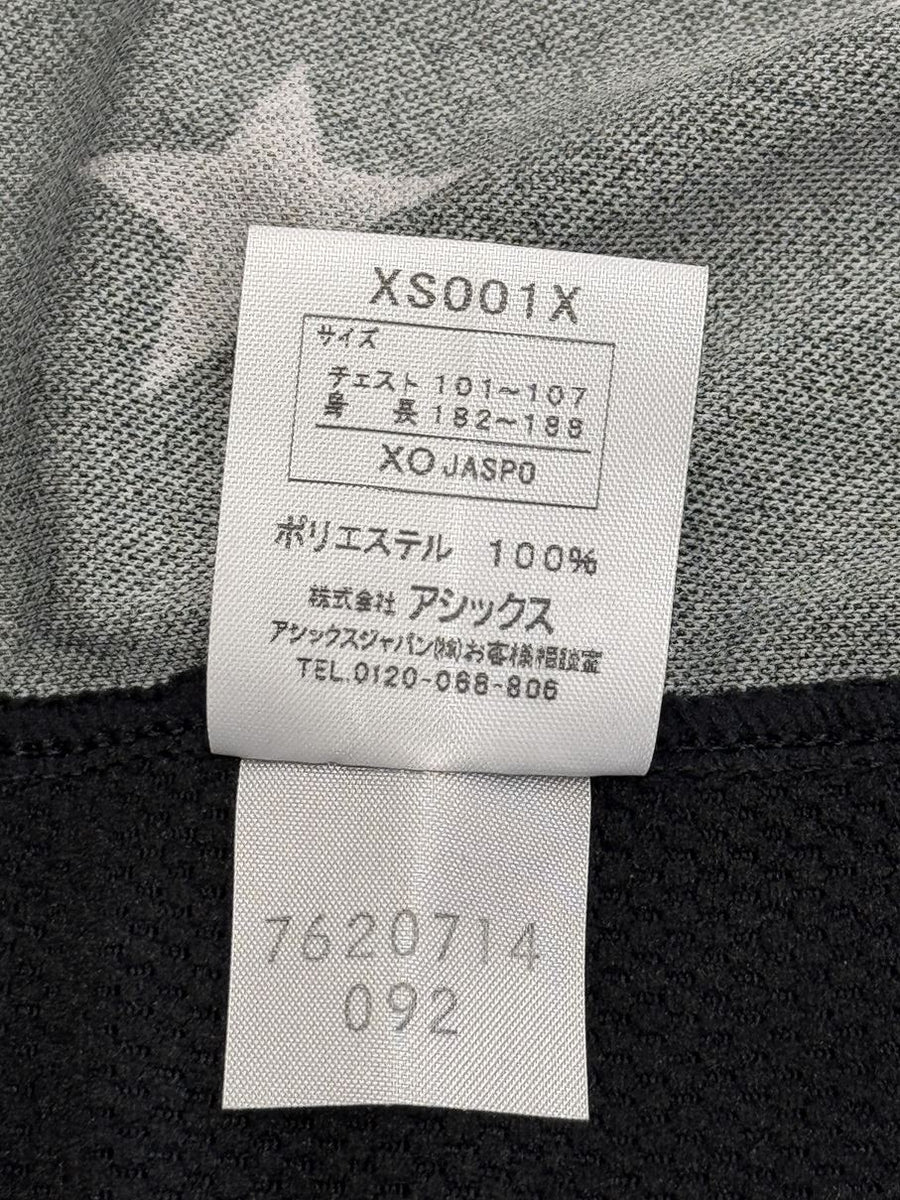 XS001X
サイズ
チェスト 101～107
身 長 182～188
XO JASPO
ポリエステル 100%
株式会社 アシックス
アシックスジャパン(株)お客様相談室
TEL.0120-068-806
7620714
092